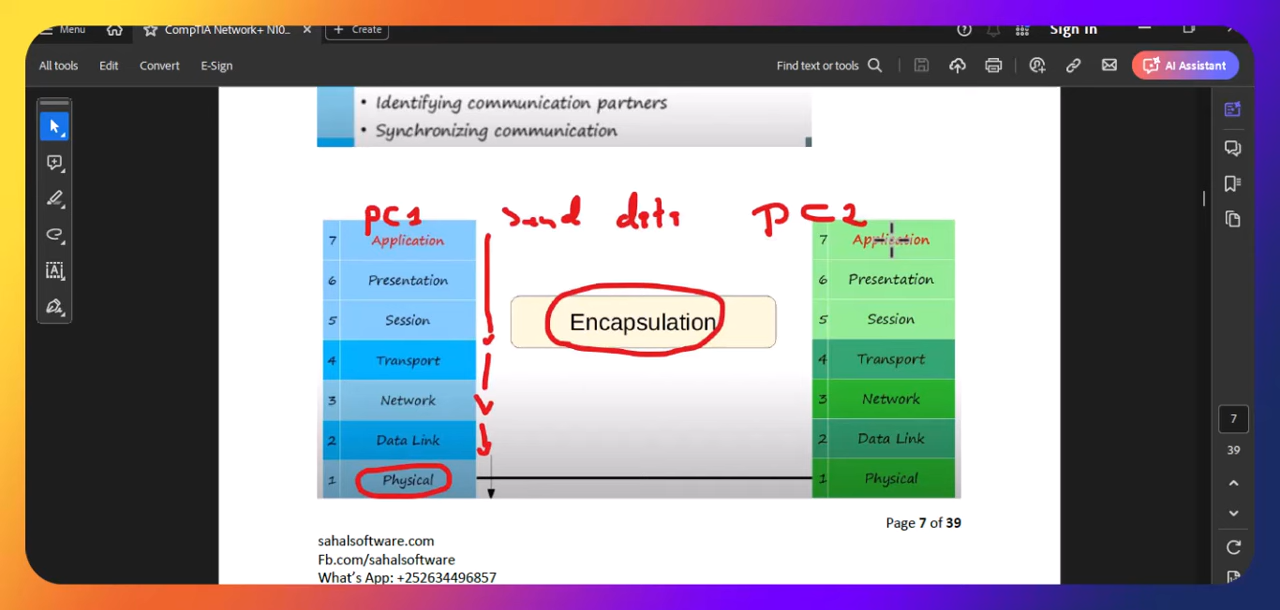 Menu
CompTIA Network+ N10...
Create
Sign in
All tools Edit Convert E-Sign
Find text or tools
AI Assistant
• Identifying communication partners
• Synchronizing communication
PC1 send data PC2
7 Application
6 Presentation
5 Session
4 Transport
3 Network
2 Data Link
1 Physical
Encapsulation
7 Application
6 Presentation
5 Session
4 Transport
3 Network
2 Data Link
1 Physical
7
39
Page 7 of 39
sahalsoftware.com
Fb.com/sahalsoftware
What's App: +252634496857